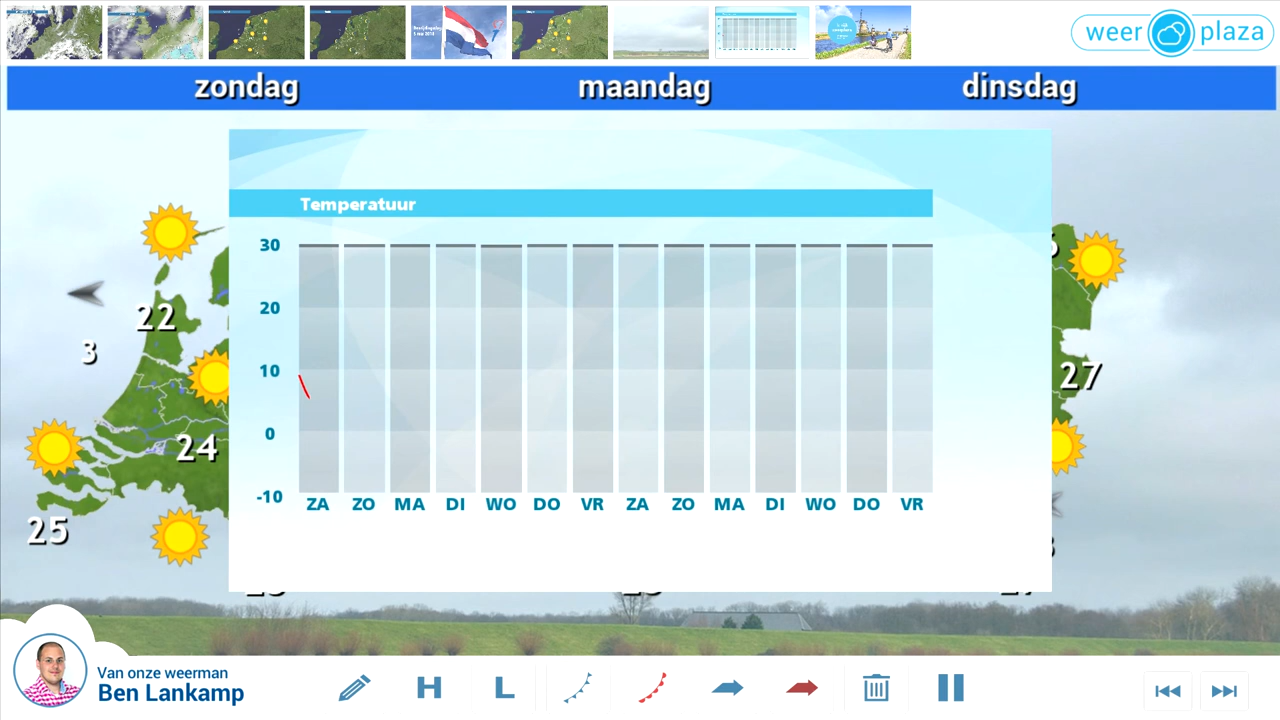 weer plaza
zondag maandag dinsdag
Temperatuur
30
20
10
0
-10
ZA ZO MA DI WO DO VR ZA ZO MA DI WO DO VR
22
3
24
25
27
Van onze weerman
Ben Lankamp
H L